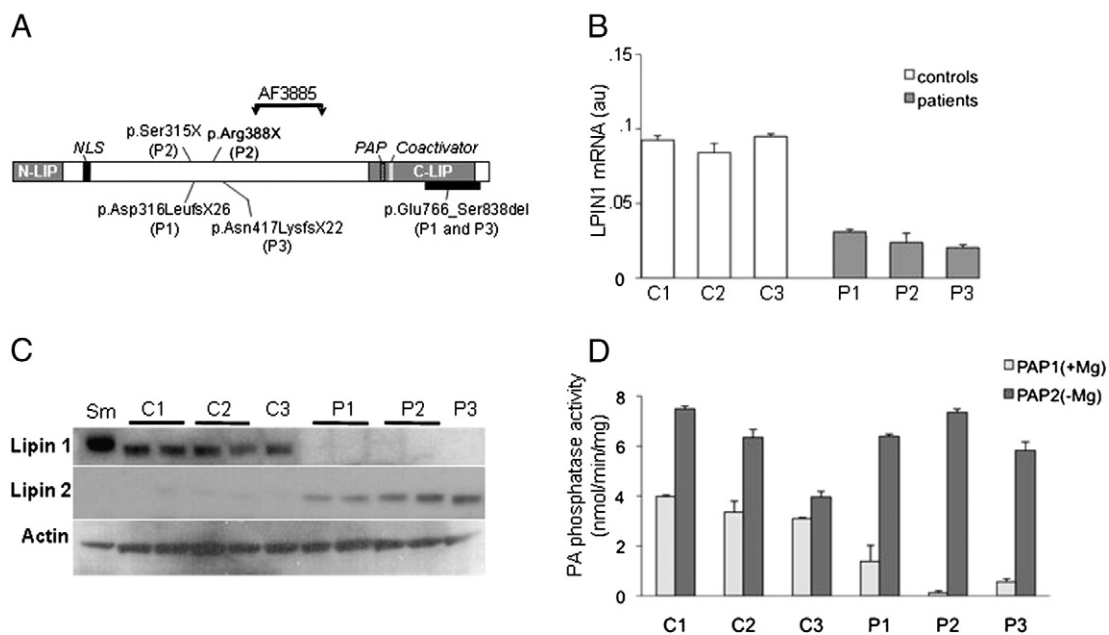 A
AF3885
p.Ser315X
(P2)
p.Arg388X
(P2)
NLS
PAP
Coactivator
N-LIP
C-LIP
p.Asp316LeufsX26
(P1)
p.Asn417LysfsX22
(P3)
p.Glu766_Ser838del
(P1 and P3)
B
LPIN1 mRNA (au)
.15
.1
.05
0
controls
patients
C1 C2 C3 P1 P2 P3
C
Sm C1 C2 C3 P1 P2 P3
Lipin 1
Lipin 2
Actin
D
PA phosphatase activity
(nmol/min/mg)
8
6
4
2
0
PAP1(+Mg)
PAP2(-Mg)
C1 C2 C3 P1 P2 P3